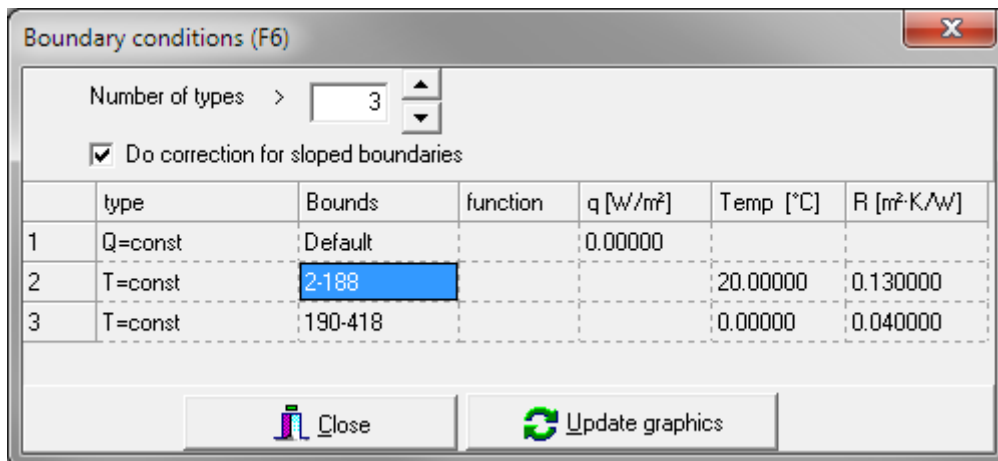 Boundary conditions (F6)
Number of types > 3
Do correction for sloped boundaries
type Bounds function q [W/m²] Temp [°C] R [m²·K/W]
1 Q=const Default 0.00000
2 T=const 2-188 20.00000 0.130000
3 T=const 190-418 0.00000 0.040000
Close Update graphics